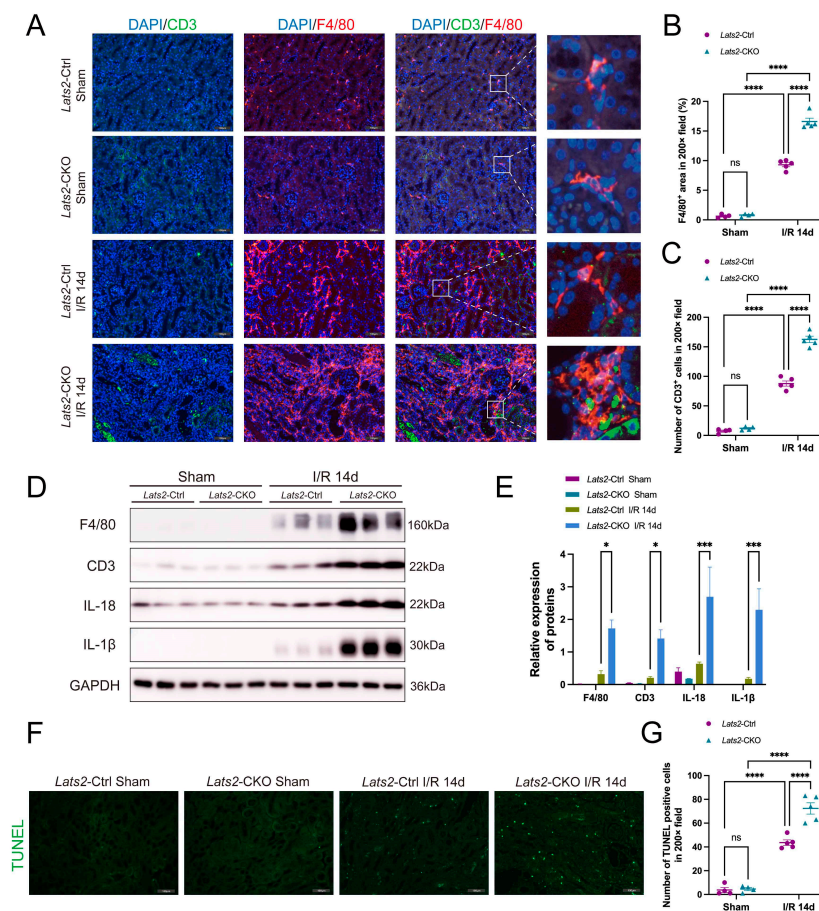 A
DAPI/CD3
DAPI/F4/80
DAPI/CD3/F4/80
Lats2-Ctrl
Sham
Lats2-CKO
Sham
Lats2-Ctrl
I/R 14d
Lats2-CKO
I/R 14d
B
Lats2-Ctrl
Lats2-CKO
F4/80+ area in 200× field (%)
25
20
15
10
5
0
ns
****
****
****
Sham
I/R 14d
C
Lats2-Ctrl
Lats2-CKO
Number of CD3+ cells in 200× field
200
150
100
50
0
ns
****
****
****
Sham
I/R 14d
D
Sham
I/R 14d
Lats2-Ctrl
Lats2-CKO
Lats2-Ctrl
Lats2-CKO
F4/80
160kDa
CD3
22kDa
IL-18
22kDa
IL-1β
30kDa
GAPDH
36kDa
E
Lats2-Ctrl Sham
Lats2-CKO Sham
Lats2-Ctrl I/R 14d
Lats2-CKO I/R 14d
Relative expression
of proteins
4
3
2
1
0
*
*
***
***
F4/80
CD3
IL-18
IL-1β
F
TUNEL
Lats2-Ctrl Sham
Lats2-CKO Sham
Lats2-Ctrl I/R 14d
Lats2-CKO I/R 14d
G
Lats2-Ctrl
Lats2-CKO
Number of TUNEL positive cells
in 200× field
100
80
60
40
20
0
ns
****
****
****
Sham
I/R 14d